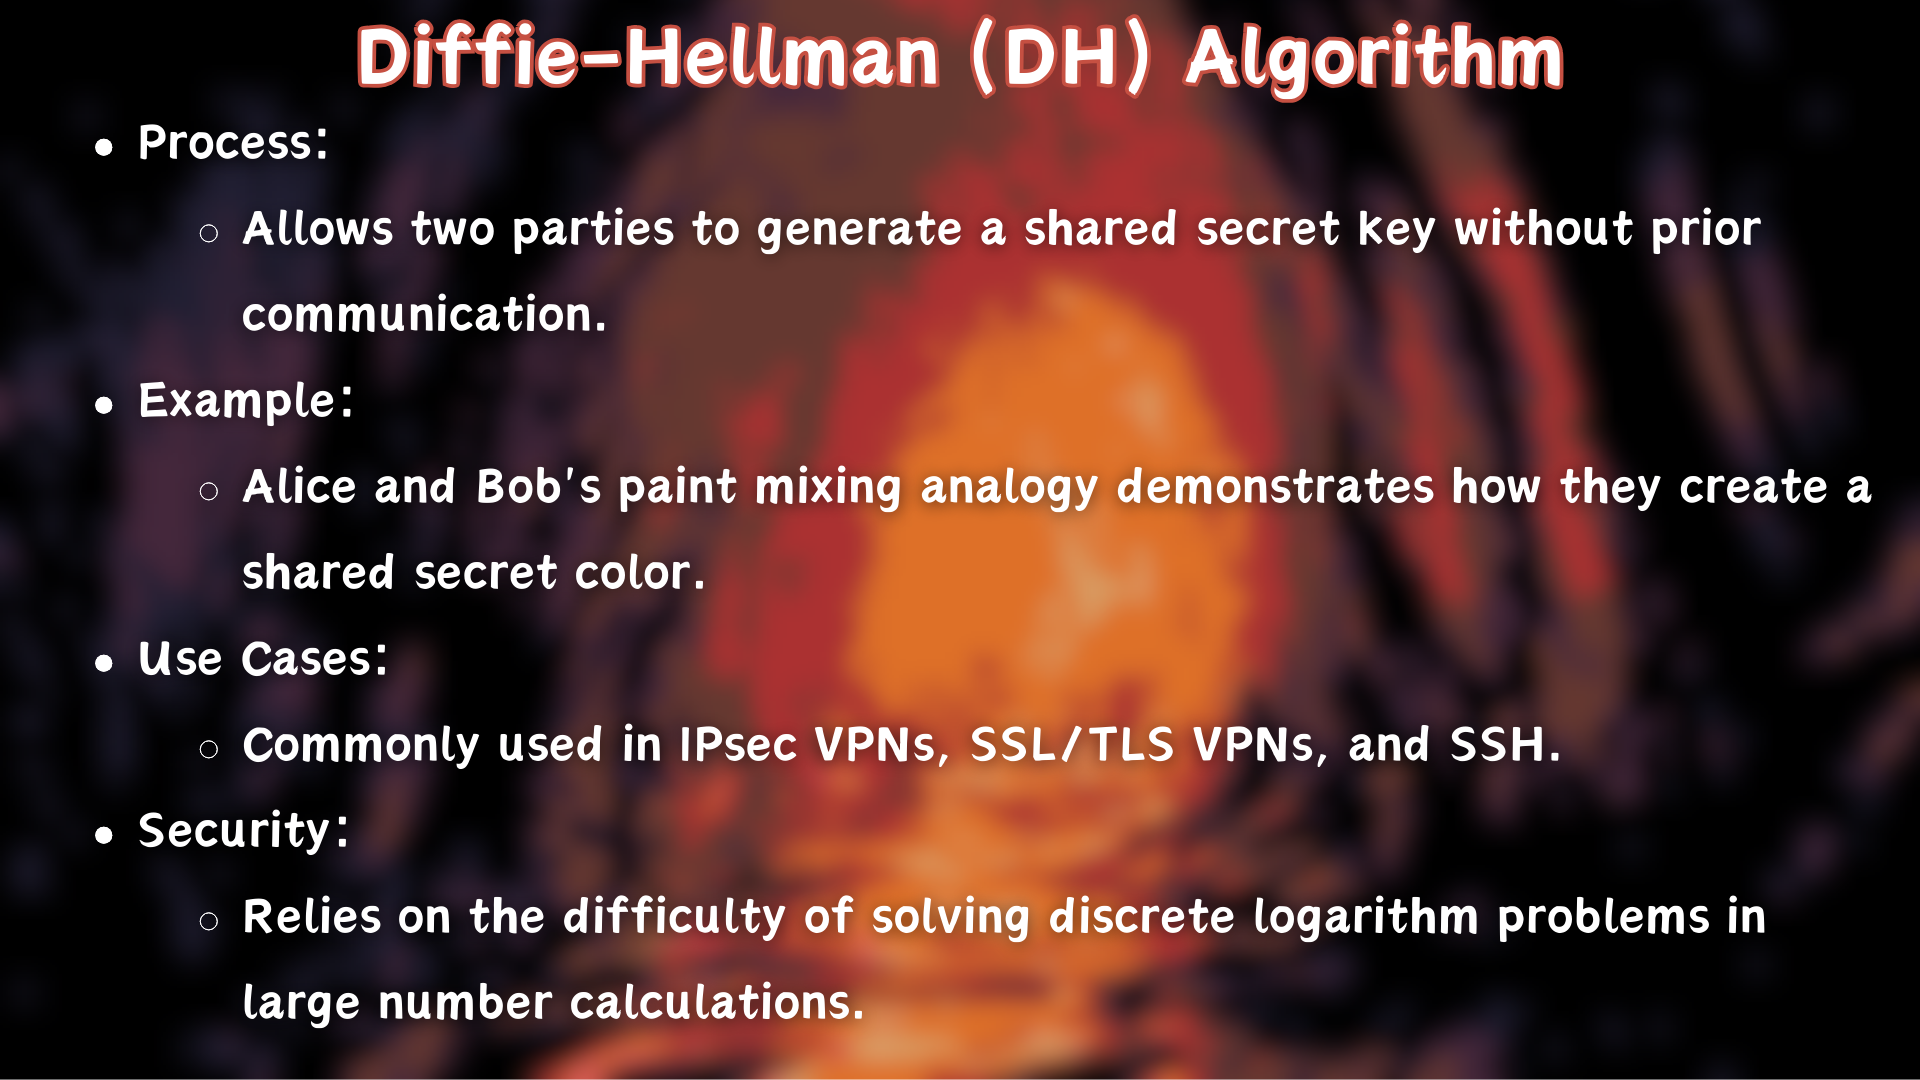 Diffie-Hellman (DH) Algorithm
• Process:
○ Allows two parties to generate a shared secret key without prior
communication.
• Example:
○ Alice and Bob's paint mixing analogy demonstrates how they create a
shared secret color.
• Use Cases:
○ Commonly used in IPsec VPNs, SSL/TLS VPNs, and SSH.
• Security:
○ Relies on the difficulty of solving discrete logarithm problems in
large number calculations.